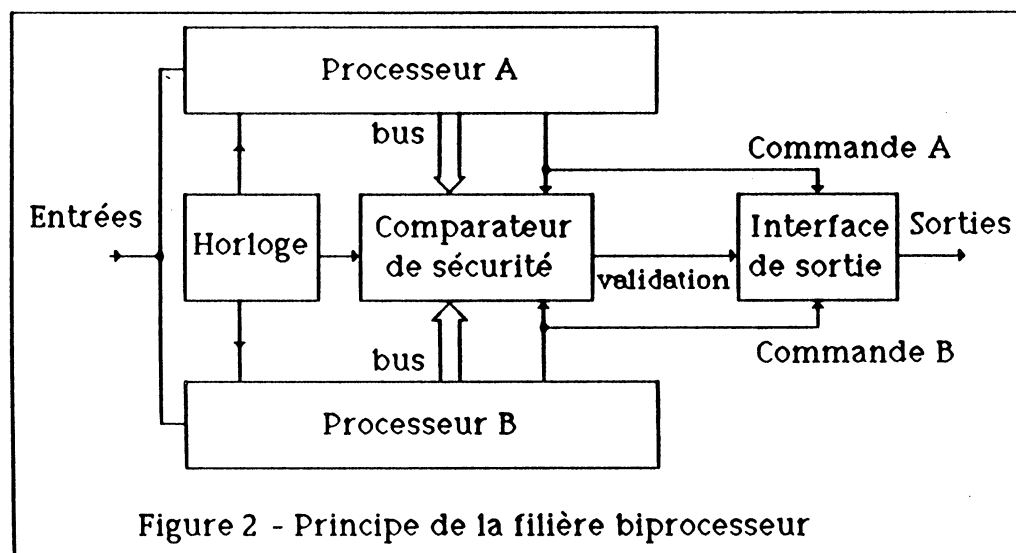 Processeur A
bus
Commande A
Entrées
Horloge
Comparateur
de sécurité
validation
Interface
de sortie
Sorties
bus
Commande B
Processeur B
Figure 2 - Principe de la filière biprocesseur